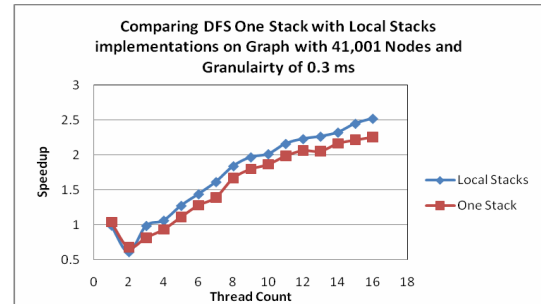 Comparing DFS One Stack with Local Stacks
implementations on Graph with 41,001 Nodes and
Granulairty of 0.3 ms
3
2.5
2
1.5
1
0.5
Speedup
0 2 4 6 8 10 12 14 16 18
Thread Count
Local Stacks
One Stack